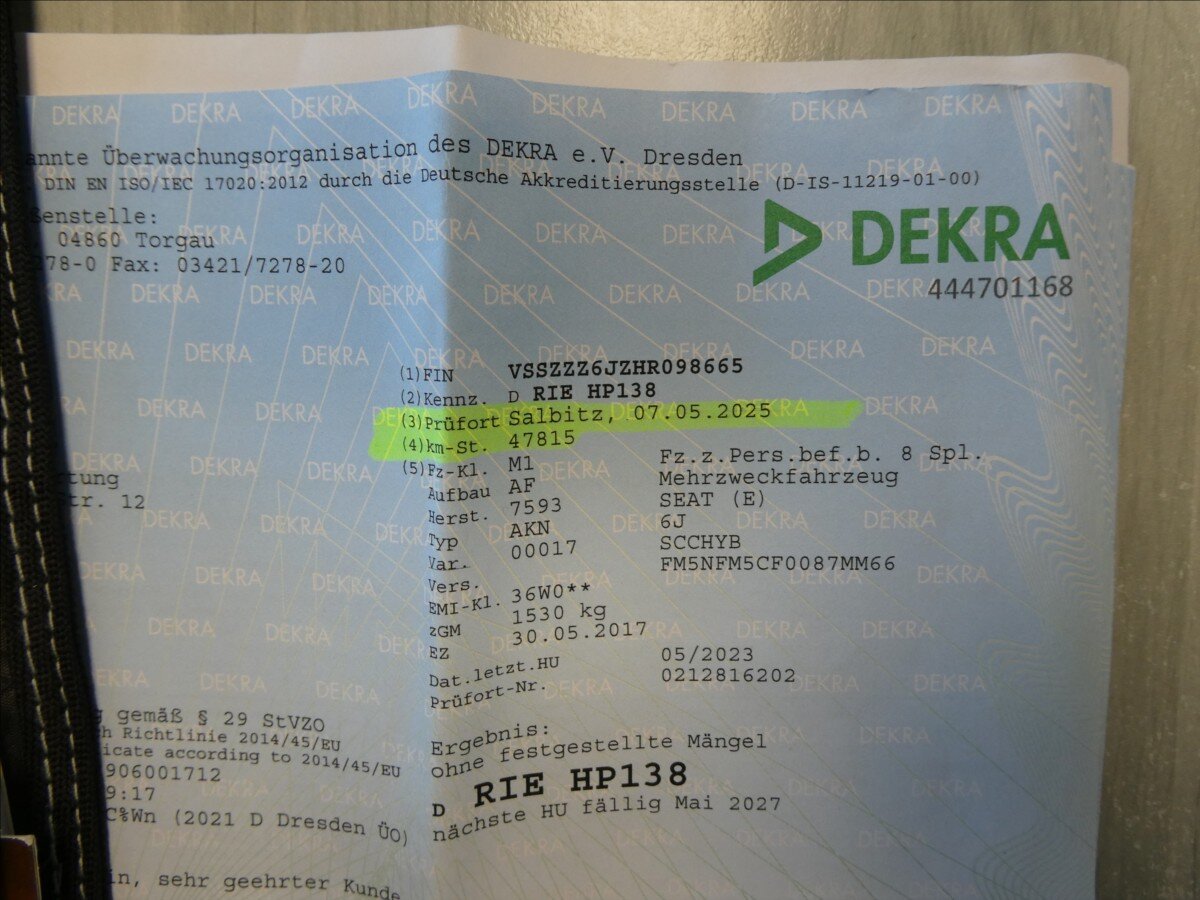 annte Überwachungsorganisation des DEKRA e.V. Dresden
DIN EN ISO/IEC 17020:2012 durch die Deutsche Akkreditierungsstelle (D-IS-11219-01-00)
ßenstelle:
04860 Torgau
278-0 Fax: 03421/7278-20
DEKRA
444701168
(1) FIN VSSZZZ6JZHR098665
(2) Kennz. D RIE HP138
(3) Prüfort Salbitz, 07.05.2025
(4) km-St. 47815
(5) Fz-Kl. M1 Fz.z.Pers.bef.b. 8 Spl.
Aufbau AF Mehrzweckfahrzeug
Herst. 7593 SEAT (E)
Typ AKN 6J
Var. 00017 SCCHYB
Vers. FM5NFM5CF0087MM66
EMI-Kl. 36W0**
zGM 1530 kg
EZ 30.05.2017
Dat.letzt.HU 05/2023
Prüfort-Nr. 0212816202
tung
tr. 12
g gemäß § 29 StVZO
h Richtlinie 2014/45/EU
icate according to 2014/45/EU
906001712
9:17
C%Wn (2021 D Dresden ÜO)
Ergebnis:
ohne festgestellte Mängel
D RIE HP138
nächste HU fällig Mai 2027
in, sehr geehrter Kunde